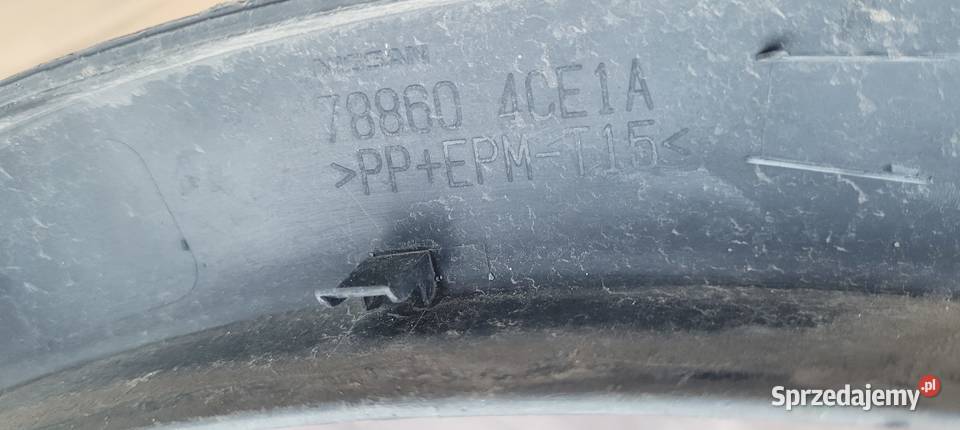 NISSAN
78860 4CE1A
>PP+EPM-T15<
Sprzedajemy.pl